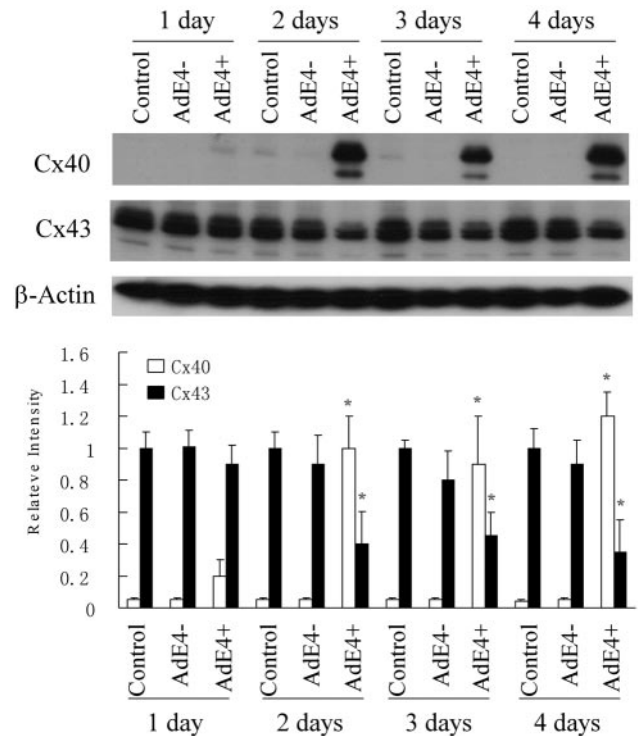 1 day 2 days 3 days 4 days
Control AdE4- AdE4+ Control AdE4- AdE4+ Control AdE4- AdE4+ Control AdE4- AdE4+
Cx40
Cx43
β-Actin
1.6
1.4
1.2
1
0.8
0.6
0.4
0.2
0
Relateve Intensity
Cx40
Cx43
*
*
*
*
*
*
Control AdE4- AdE4+ Control AdE4- AdE4+ Control AdE4- AdE4+ Control AdE4- AdE4+
1 day 2 days 3 days 4 days